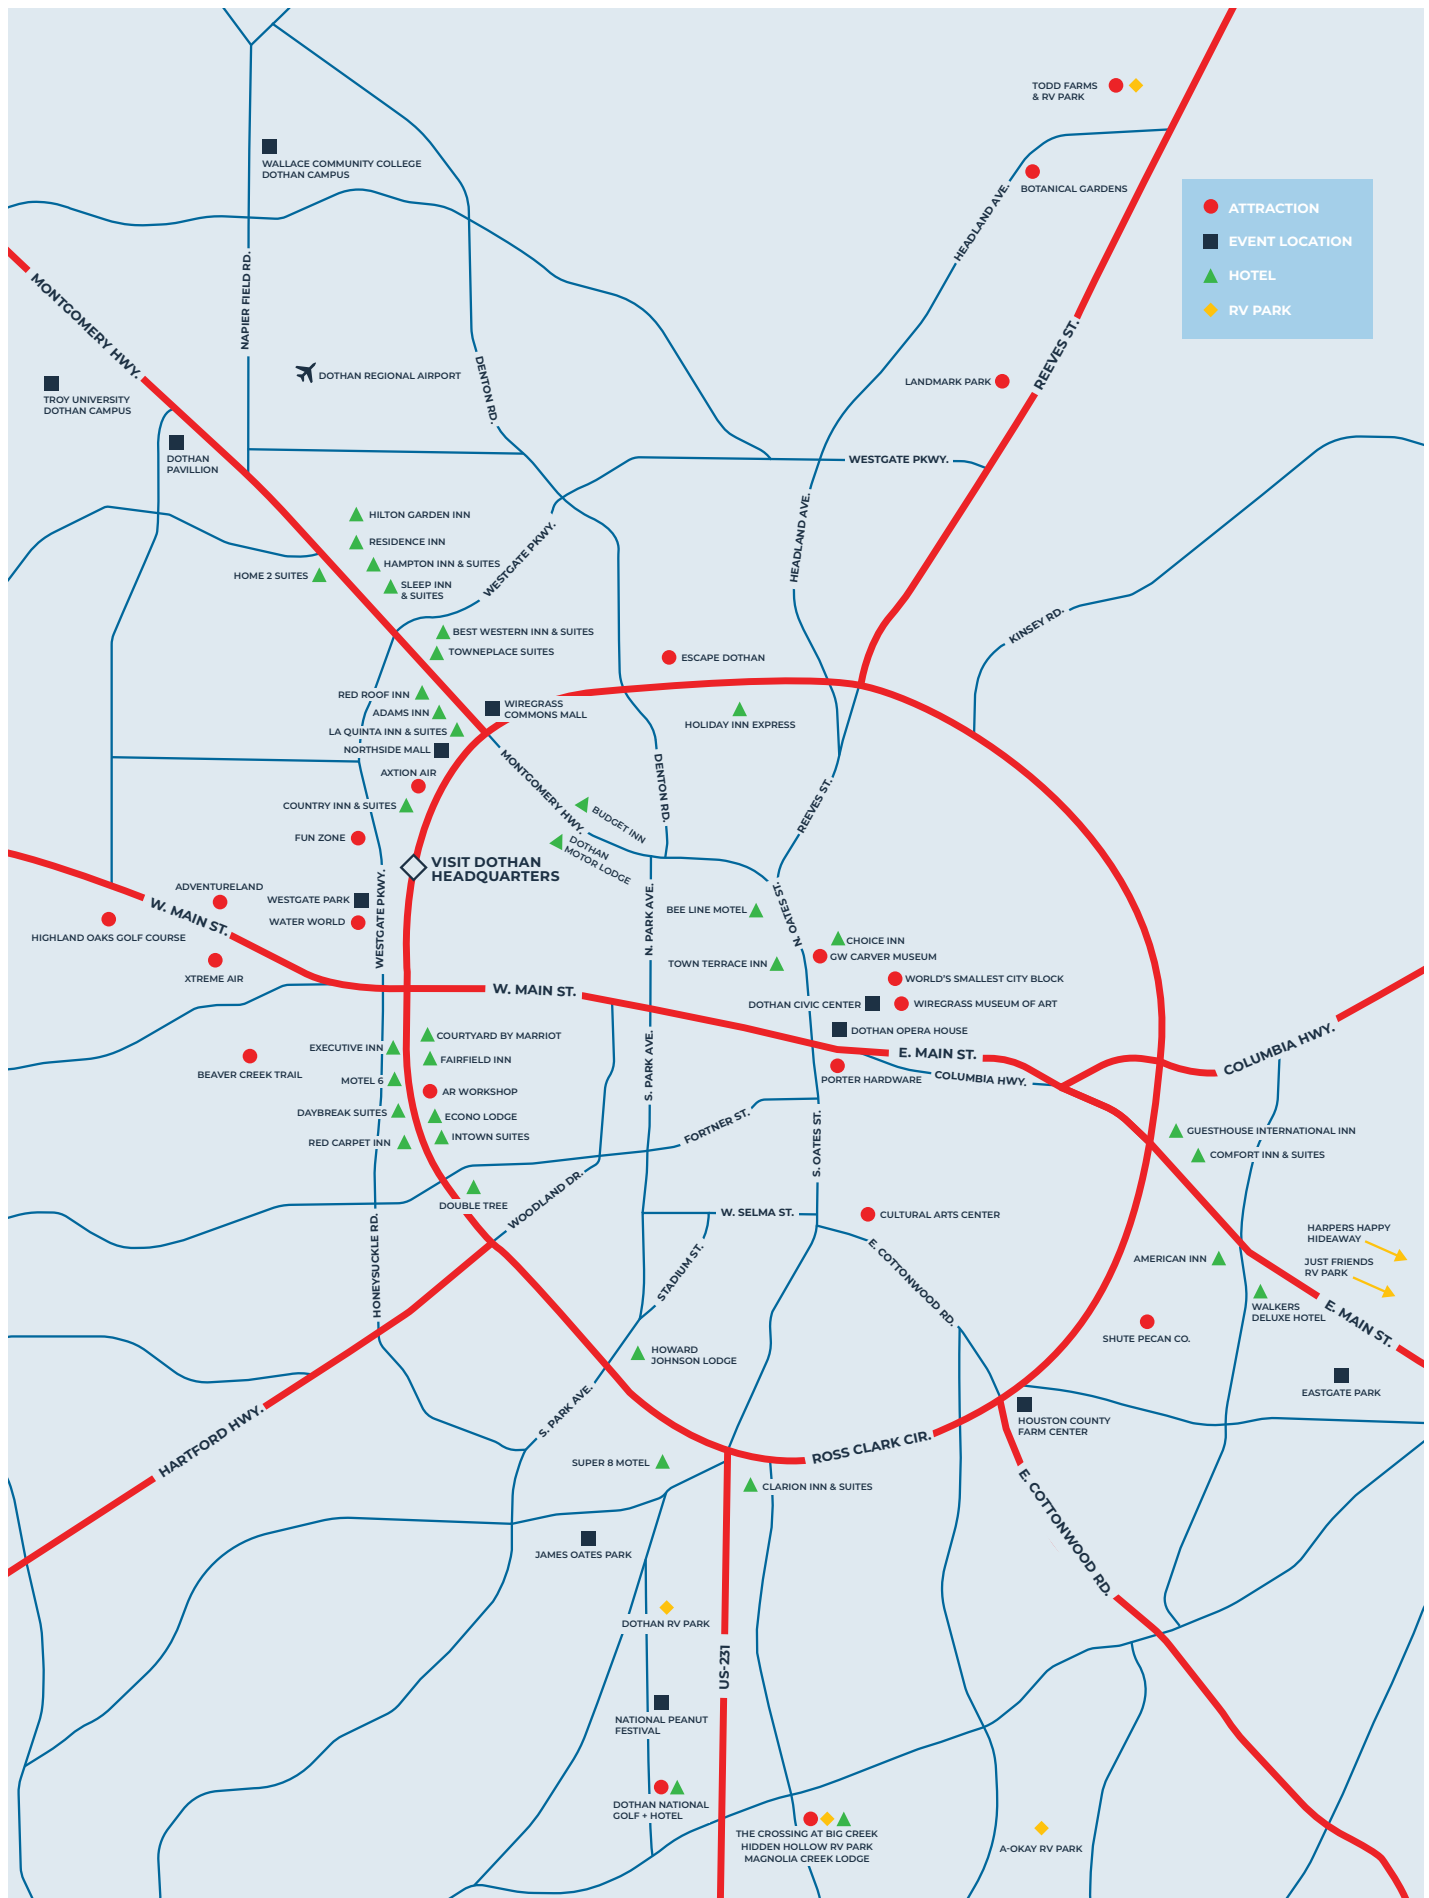 TODD FARMS
& RV PARK
WALLACE COMMUNITY COLLEGE
DOTHAN CAMPUS
BOTANICAL GARDENS
HEADLAND AVE.
ATTRACTION
EVENT LOCATION
HOTEL
RV PARK
MONTGOMERY HWY.
NAPIER FIELD RD.
DOTHAN REGIONAL AIRPORT
DENTON RD.
REEVES ST.
LANDMARK PARK
TROY UNIVERSITY
DOTHAN CAMPUS
DOTHAN
PAVILLION
WESTGATE PKWY.
HILTON GARDEN INN
RESIDENCE INN
HAMPTON INN & SUITES
HOME 2 SUITES
SLEEP INN
& SUITES
WESTGATE PKWY.
HEADLAND AVE.
KINSEY RD.
BEST WESTERN INN & SUITES
TOWNEPLACE SUITES
ESCAPE DOTHAN
RED ROOF INN
ADAMS INN
WIREGRASS
COMMONS MALL
LA QUINTA INN & SUITES
NORTHSIDE MALL
HOLIDAY INN EXPRESS
AXTION AIR
COUNTRY INN & SUITES
MONTGOMERY HWY.
DENTON RD.
REEVES ST.
BUDGET INN
FUN ZONE
DOTHAN
MOTOR LODGE
VISIT DOTHAN
HEADQUARTERS
ADVENTURELAND
WESTGATE PARK
WATER WORLD
WESTGATE PKWY.
W. MAIN ST.
HIGHLAND OAKS GOLF COURSE
XTREME AIR
N. PARK AVE.
BEE LINE MOTEL
N. OATES ST.
CHOICE INN
GW CARVER MUSEUM
TOWN TERRACE INN
WORLD'S SMALLEST CITY BLOCK
W. MAIN ST.
DOTHAN CIVIC CENTER
WIREGRASS MUSEUM OF ART
DOTHAN OPERA HOUSE
E. MAIN ST.
COLUMBIA HWY.
COURTYARD BY MARRIOT
EXECUTIVE INN
FAIRFIELD INN
BEAVER CREEK TRAIL
MOTEL 6
AR WORKSHOP
S. PARK AVE.
PORTER HARDWARE
COLUMBIA HWY.
DAYBREAK SUITES
ECONO LODGE
INTOWN SUITES
RED CARPET INN
FORTNER ST.
S. OATES ST.
GUESTHOUSE INTERNATIONAL INN
COMFORT INN & SUITES
DOUBLE TREE
WOODLAND DR.
W. SELMA ST.
CULTURAL ARTS CENTER
HONEYSUCKLE RD.
STADIUM ST.
E. COTTONWOOD RD.
HARPERS HAPPY
HIDEAWAY
AMERICAN INN
JUST FRIENDS
RV PARK
WALKERS
DELUXE HOTEL
E. MAIN ST.
SHUTE PECAN CO.
HOWARD
JOHNSON LODGE
EASTGATE PARK
S. PARK AVE.
HARTFORD HWY.
HOUSTON COUNTY
FARM CENTER
ROSS CLARK CIR.
SUPER 8 MOTEL
CLARION INN & SUITES
E. COTTONWOOD RD.
JAMES OATES PARK
DOTHAN RV PARK
US-231
NATIONAL PEANUT
FESTIVAL
DOTHAN NATIONAL
GOLF + HOTEL
THE CROSSING AT BIG CREEK
HIDDEN HOLLOW RV PARK
MAGNOLIA CREEK LODGE
A-OKAY RV PARK